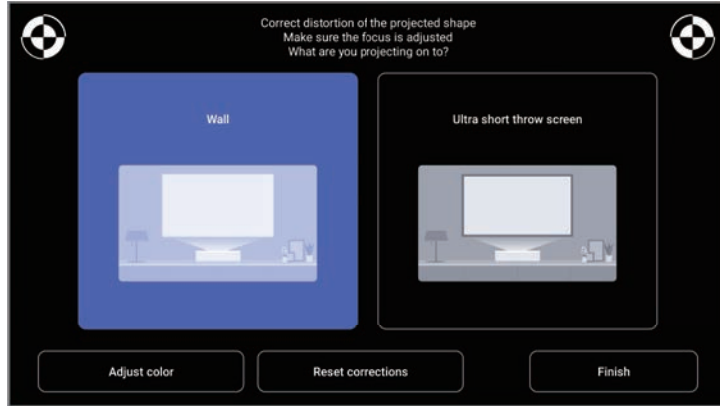 Correct distortion of the projected shape
Make sure the focus is adjusted
What are you projecting on to?
Wall
Ultra short throw screen
Adjust color
Reset corrections
Finish